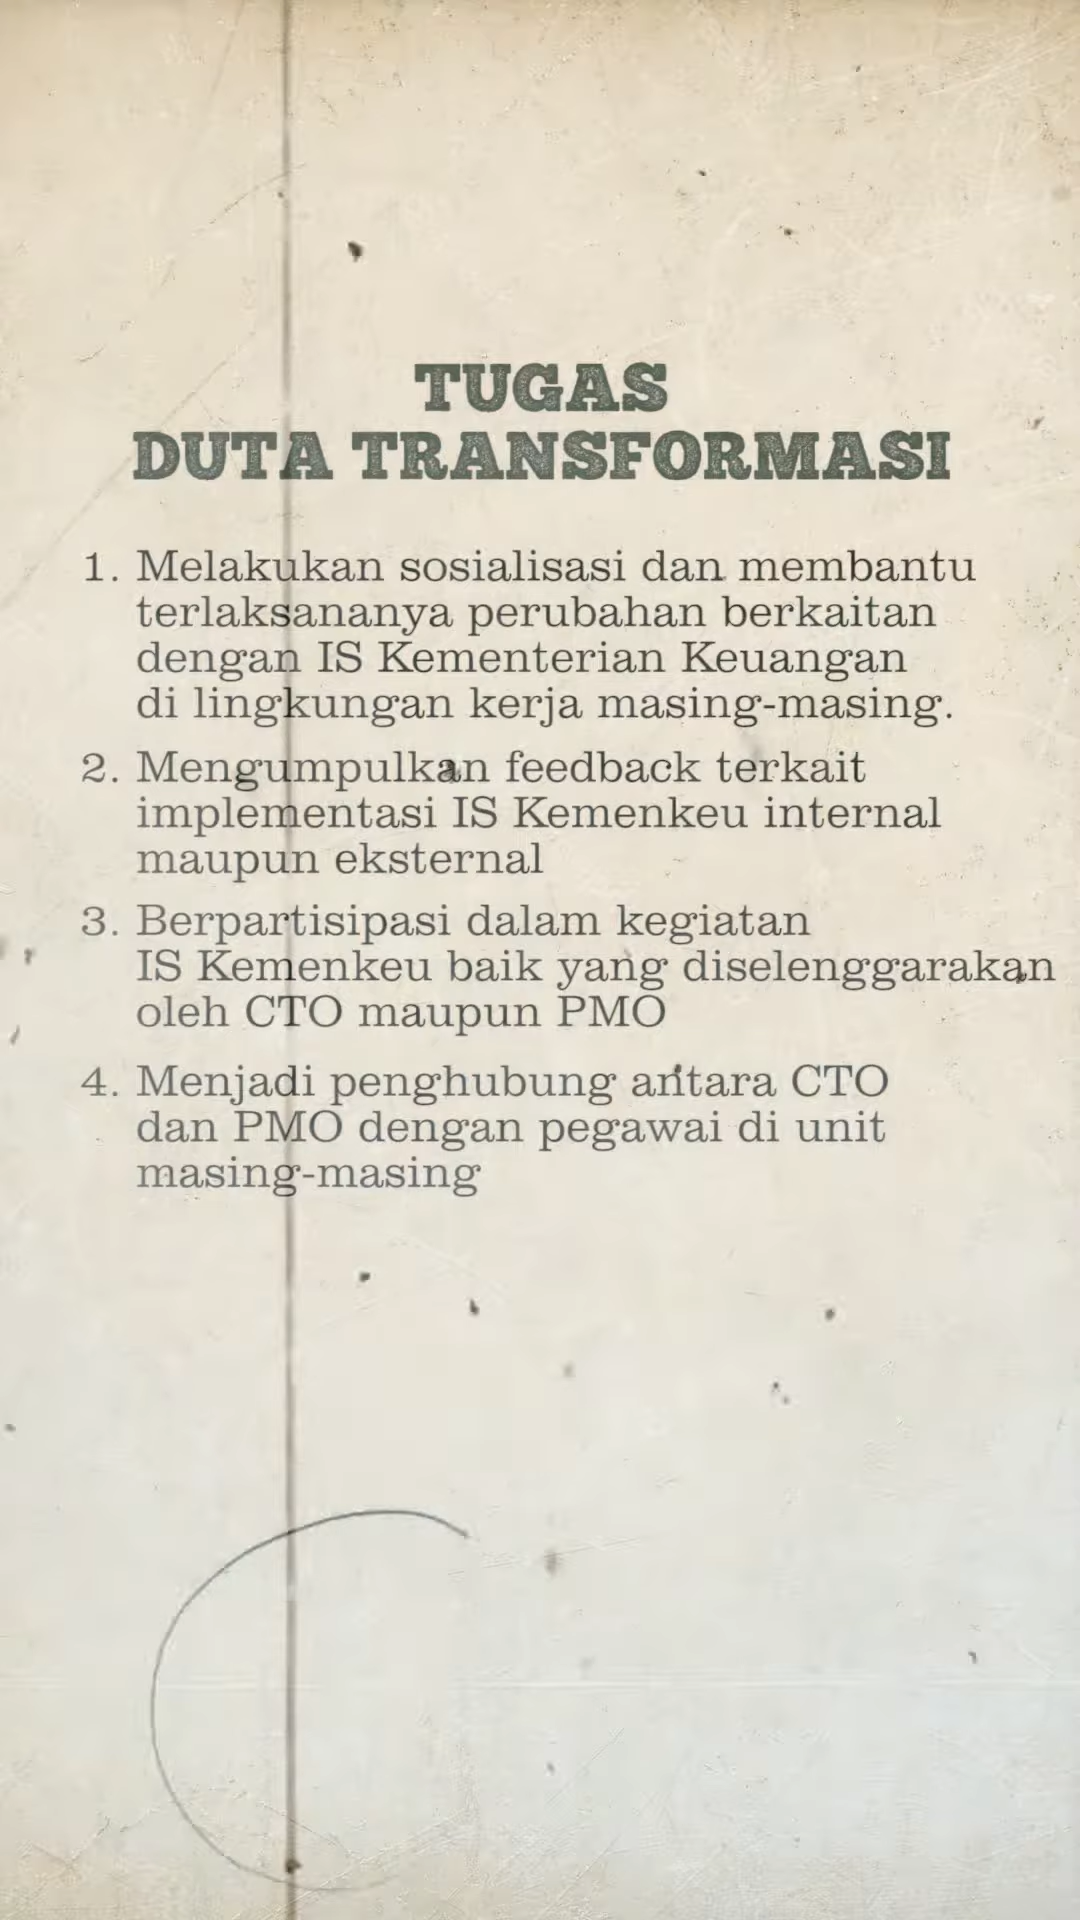 TUGAS
DUTA TRANSFORMASI
1. Melakukan sosialisasi dan membantu
terlaksananya perubahan berkaitan
dengan IS Kementerian Keuangan
di lingkungan kerja masing-masing.
2. Mengumpulkan feedback terkait
implementasi IS Kemenkeu internal
maupun eksternal
3. Berpartisipasi dalam kegiatan
IS Kemenkeu baik yang diselenggarakan
oleh CTO maupun PMO
4. Menjadi penghubung antara CTO
dan PMO dengan pegawai di unit
masing-masing